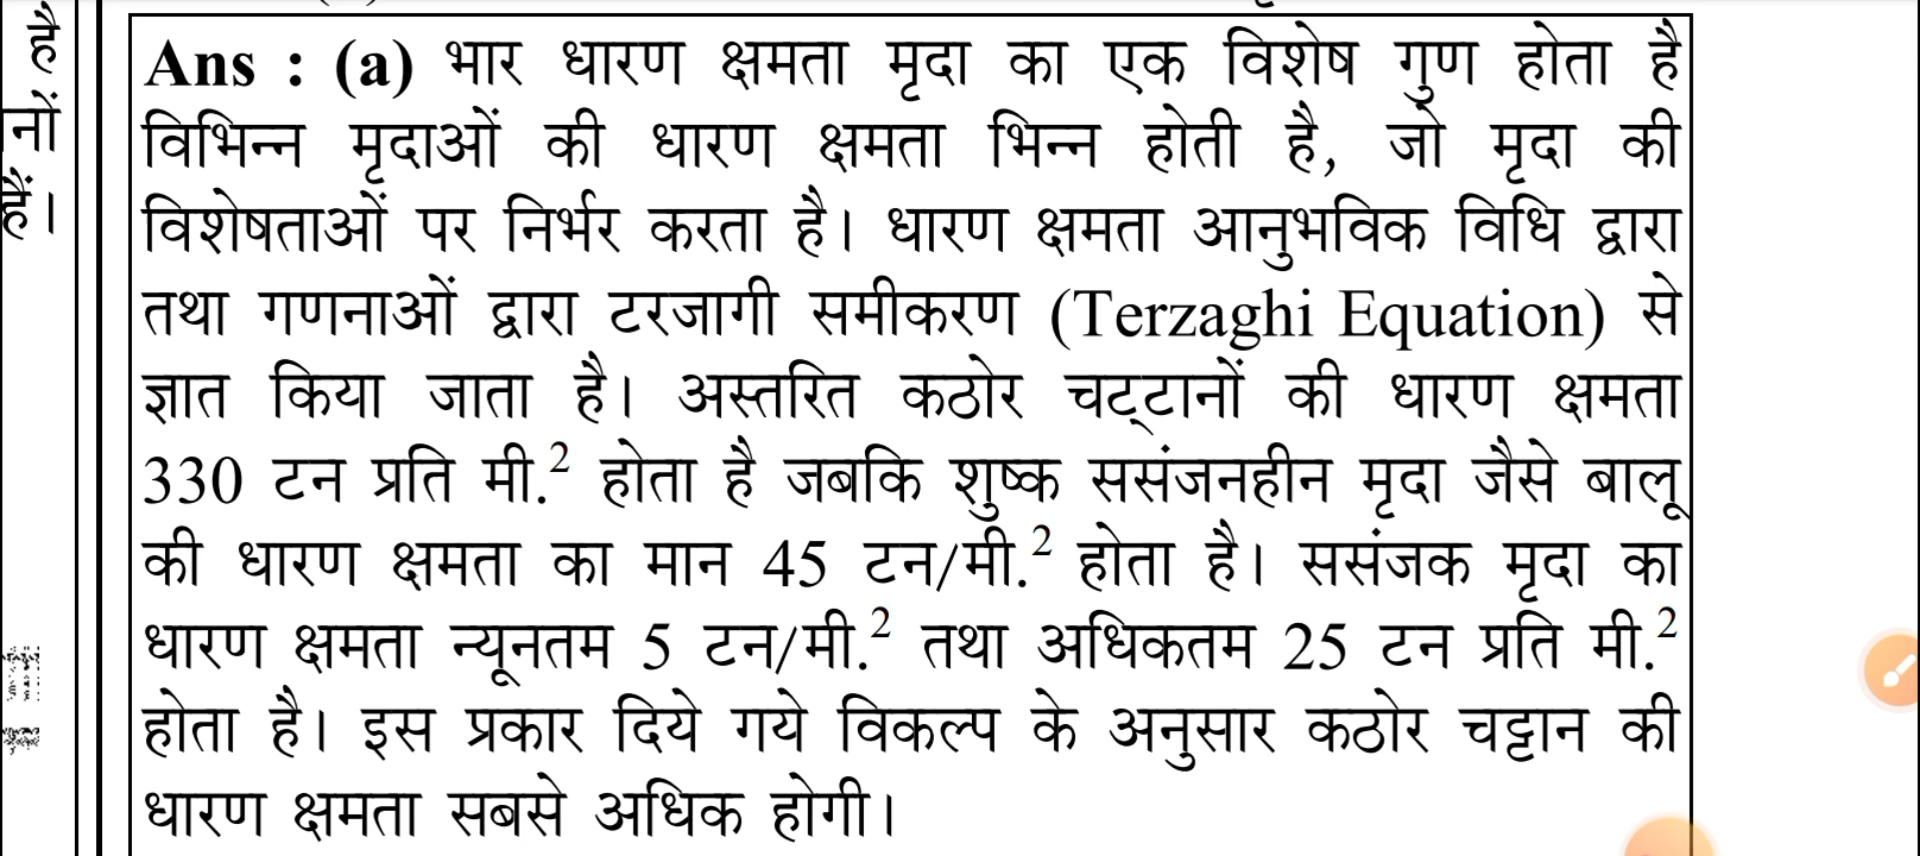 है
नों
हैं।
Ans : (a) भार धारण क्षमता मृदा का एक विशेष गुण होता है
विभिन्न मृदाओं की धारण क्षमता भिन्न होती है, जो मृदा की
विशेषताओं पर निर्भर करता है। धारण क्षमता आनुभविक विधि द्वारा
तथा गणनाओं द्वारा टरजागी समीकरण (Terzaghi Equation) से
ज्ञात किया जाता है। अस्तरित कठोर चट्‌टानों की धारण क्षमता
330 टन प्रति मी.² होता है जबकि शुष्क ससंजनहीन मृदा जैसे बालू
की धारण क्षमता का मान 45 टन/मी.² होता है। ससंजक मृदा का
धारण क्षमता न्यूनतम 5 टन/मी.² तथा अधिकतम 25 टन प्रति मी.²
होता है। इस प्रकार दिये गये विकल्प के अनुसार कठोर चट्टान की
धारण क्षमता सबसे अधिक होगी।